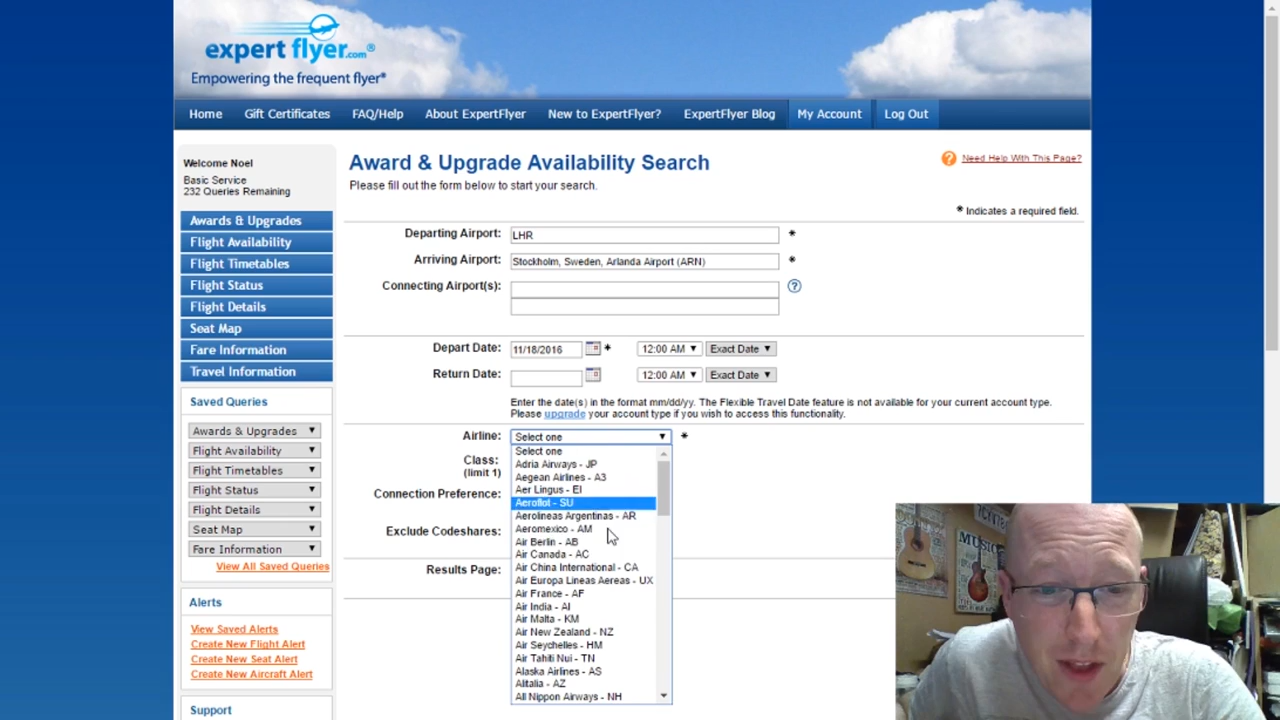 expert flyer.com®
Empowering the frequent flyer®
Home Gift Certificates FAQ/Help About ExpertFlyer New to ExpertFlyer? ExpertFlyer Blog My Account Log Out
Welcome Noel
Basic Service
232 Queries Remaining
Awards & Upgrades
Flight Availability
Flight Timetables
Flight Status
Flight Details
Seat Map
Fare Information
Travel Information
Saved Queries
Awards & Upgrades
Flight Availability
Flight Timetables
Flight Status
Flight Details
Seat Map
Fare Information
View All Saved Queries
Alerts
View Saved Alerts
Create New Flight Alert
Create New Seat Alert
Create New Aircraft Alert
Support
Award & Upgrade Availability Search
? Need Help With This Page?
Please fill out the form below to start your search.
* Indicates a required field.
Departing Airport: LHR *
Arriving Airport: Stockholm, Sweden, Arlanda Airport (ARN) *
Connecting Airport(s): ?
Depart Date: 11/18/2016 * 12:00 AM Exact Date
Return Date: 12:00 AM Exact Date
Enter the date(s) in the format mm/dd/yy. The Flexible Travel Date feature is not available for your current account type.
Please upgrade your account type if you wish to access this functionality.
Airline: Select one *
Class:
(limit 1)
Connection Preference:
Exclude Codeshares:
Results Page:
Select one
Adria Airways - JP
Aegean Airlines - A3
Aer Lingus - EI
Aeroflot - SU
Aerolineas Argentinas - AR
Aeromexico - AM
Air Berlin - AB
Air Canada - AC
Air China International - CA
Air Europa Lineas Aereas - UX
Air France - AF
Air India - AI
Air Malta - KM
Air New Zealand - NZ
Air Seychelles - HM
Air Tahiti Nui - TN
Alaska Airlines - AS
Alitalia - AZ
All Nippon Airways - NH
MUSIC